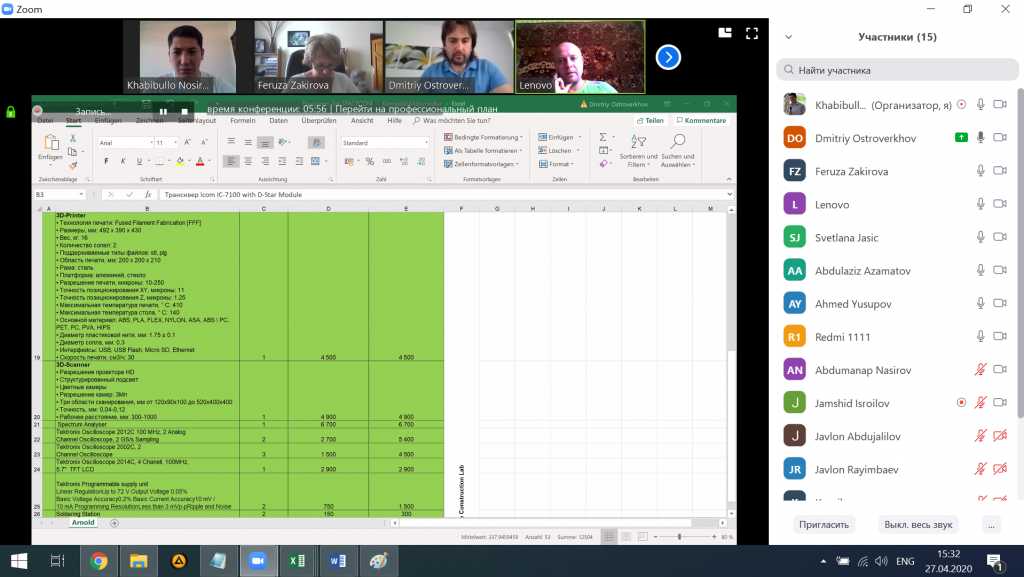 Zoom
Khabibullo Nosir...
Feruza Zakirova
Dmitriy Ostrover...
Lenovo
Запись...
время конференции: 05:56 | Перейти на профессиональный план
Excel
Dmitriy Ostroverkhov
Datei
Start
Einfügen
Zeichnen
Seitenlayout
Formeln
Daten
Überprüfen
Ansicht
Hilfe
Was möchten Sie tun?
Teilen
Kommentare
Einfügen
Arial
11
F K U
Standard
Bedingte Formatierung
Als Tabelle formatieren
Zellenformatvorlagen
Einfügen
Löschen
Format
Sortieren und Filtern
Suchen und Auswählen
Zwischenablage
Schriftart
Ausrichtung
Zahl
Formatvorlagen
Zellen
Bearbeiten
B3
fx
Трансивер Icom IC-7100 with D-Star Module
A B C D E F G H I J K L M
3D-Printer
• Технология печати: Fused Filament Fabrication [FFF]
• Размеры, мм: 492 x 390 x 430
• Вес, кг: 16
• Количество сопел: 2
• Поддерживаемые типы файлов: stl, plg
• Область печати, мм: 200 x 200 x 210
• Рама: сталь
• Платформа: алюминий, стекло
• Разрешение печати, микроны: 10-250
• Точность позиционирования XY, микроны: 11
• Точность позиционирования Z, микроны: 1.25
• Максимальная температура печати, ° C: 410
• Максимальная температура стола, ° C: 140
• Основной материал: ABS, PLA, FLEX, NYLON, ASA, ABS \ PC,
PET, PC, PVA, HIPS
• Диаметр пластиковой нити, мм: 1.75 ± 0.1
• Диаметр сопла, мм: 0,3
• Интерфейсы: USB, USB Flash, Micro SD, Ethernet
19 • Скорость печати, см3/ч: 30 1 4 500 4 500
3D-Scanner
• Разрешение проектора HD
• Структурированный подсвет
• Цветные камеры
• Разрешение камер: 3Мп
• Три области сканирования, мм от 120x90x100 до 520x400x400
• Точность, мм: 0,04-0,12
20 • Рабочее расстояние, мм: 300-1000 1 4 900 4 900
21 Spectrum Analyser 1 6 700 6 700
Tektronix Oscilloscope 2012C 100 MHz, 2 Analog
22 Channel Oscilloscope, 2 GS/s Sampling 2 2 700 5 400
Tektronix Oscilloscope 2002C, 2
23 Channel Oscilloscope 3 1 500 4 500
Tektronix Oscilloscope 2014C, 4 Chanell, 100MHz,
24 5.7" TFT LCD 1 2 900 2 900
Tektronix Programmable supply unit
Linear RegulationUp to 72 V Output Voltage 0.05%
Basic Voltage Accuracy0.2% Basic Current Accuracy10 mV /
25 10 mA Programming ResolutionLess than 3 mVp-pRipple and Noise 2 750 1 500
26 Soldering Station 2 150 300
Construction Lab
Arnold
Mittelwert: 337,9459459 Anzahl: 53 Summe: 12504
80 %
Участники (15)
Найти участника
Khabibull... (Организатор, я)
DO Dmitriy Ostroverkhov
FZ Feruza Zakirova
L Lenovo
SJ Svetlana Jasic
AA Abdulaziz Azamatov
AY Ahmed Yusupov
R1 Redmi 1111
AN Abdumanap Nasirov
J Jamshid Isroilov
J Javlon Abdujalilov
JR Javlon Rayimbaev
Пригласить
Выкл. весь звук
...
ENG
15:32
27.04.2020
1